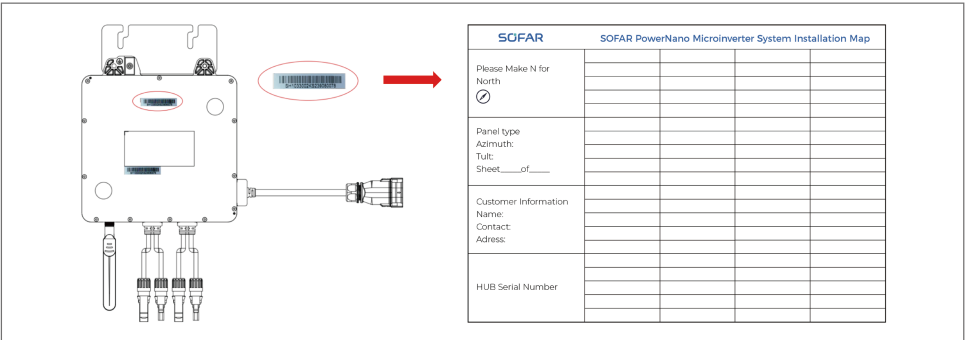 SOFAR
SOFAR PowerNano Microinverter System Installation Map
Please Make N for
North
Panel type
Azimuth:
Tult:
Sheet____of____
Customer Information
Name:
Contact:
Adress:
HUB Serial Number